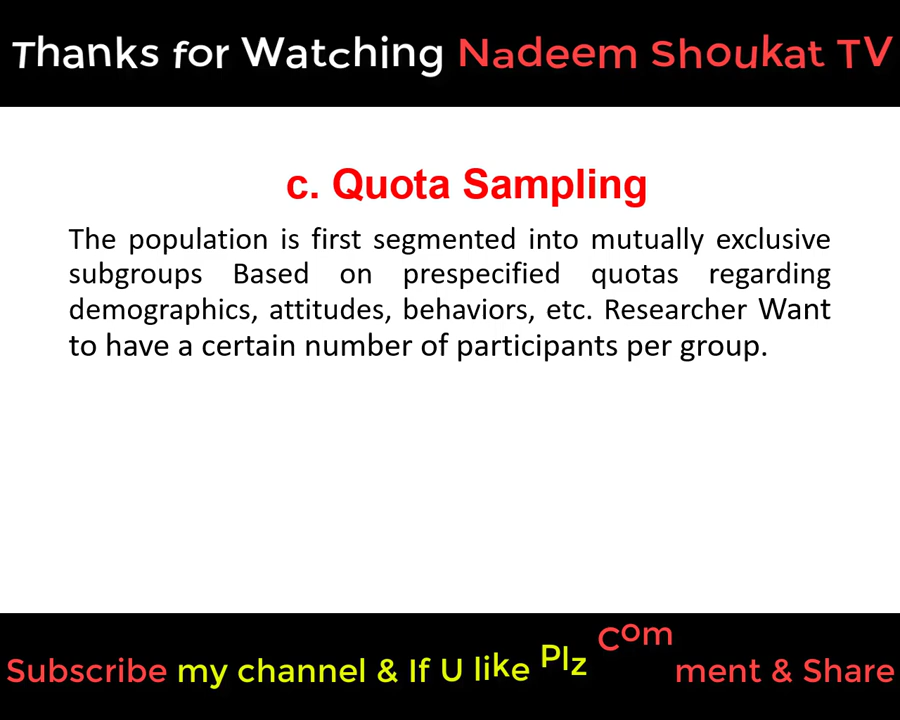 Thanks for Watching Nadeem Shoukat TV
c. Quota Sampling
The population is first segmented into mutually exclusive
subgroups Based on prespecified quotas regarding
demographics, attitudes, behaviors, etc. Researcher Want
to have a certain number of participants per group.
Subscribe my channel & If U like Plz Comment & Share